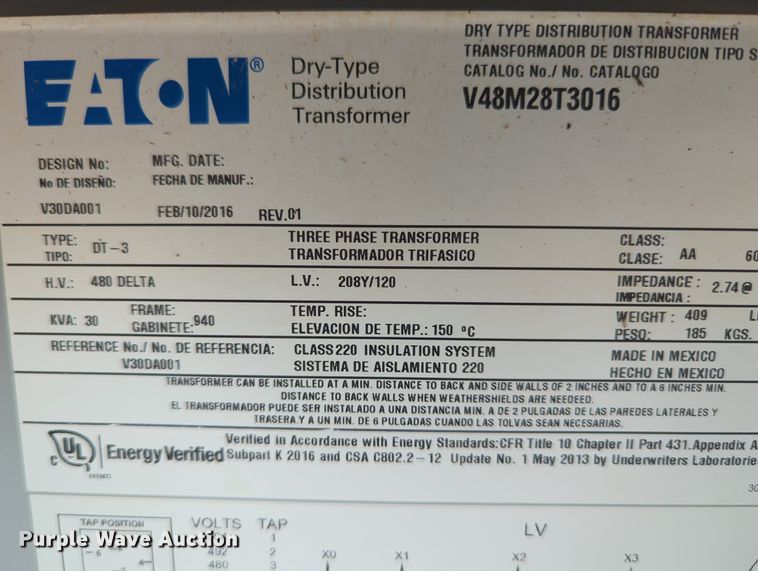 EATON® Dry-Type
Distribution
Transformer
DRY TYPE DISTRIBUTION TRANSFORMER
TRANSFORMADOR DE DISTRIBUCION TIPO S
CATALOG No./ No. CATALOGO
V48M28T3016
DESIGN No: MFG. DATE:
No DE DISEÑO: FECHA DE MANUF.:
V30DA001 FEB/10/2016 REV.01
TYPE: DT-3 THREE PHASE TRANSFORMER CLASS:
TIPO: TRANSFORMADOR TRIFASICO CLASE: AA 60
H.V.: 480 DELTA L.V.: 208Y/120 IMPEDANCE: 2.74@
IMPEDANCIA:
KVA: 30 FRAME: 940 TEMP. RISE: WEIGHT: 409
GABINETE: ELEVACION DE TEMP.: 150 ºC PESO: 185 KGS.
REFERENCE No./ No. DE REFERENCIA: CLASS 220 INSULATION SYSTEM MADE IN MEXICO
V30DA001 SISTEMA DE AISLAMIENTO 220 HECHO EN MEXICO
TRANSFORMER CAN BE INSTALLED AT A MIN. DISTANCE TO BACK AND SIDE WALLS OF 2 INCHES AND TO A 6 INCHES MIN.
DISTANCE TO BACK WALLS WHEN WEATHERSHIELDS ARE NEEDEED.
EL TRANSFORMADOR PUEDE SER INSTALADO A UNA DISTANCIA MIN. A DE 2 PULGADAS DE LAS PAREDES LATERALES Y
TRASERA.Y A UN MIN. DE 6 PULGADAS CUANDO LAS TOLVAS SEAN NECESARIAS.
C UL ® Energy Verified Verified in Accordance with Energy Standards:CFR Title 10 Chapter II Part 431.Appendix A
Subpart K 2016 and CSA C802.2-12 Update No. 1 May 2013 by Underwriters Laboratorie
TAP POSITION VOLTS TAP LV
1
492 2 X0 X1 X2 X3
480 3
Purple Wave Auction